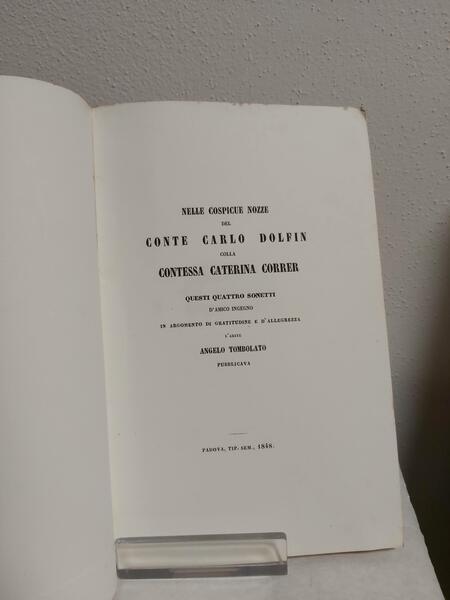 NELLE COSPICUE NOZZE
DEL
CONTE CARLO DOLFIN
COLLA
CONTESSA CATERINA CORRER
QUESTI QUATTRO SONETTI
D'AMICO INGEGNO
IN ARGOMENTO DI GRATITUDINE E D'ALLEGREZZA
L'ABATE
ANGELO TOMBOLATO
PUBBLICAVA
PADOVA, TIP. SEM., 1848.